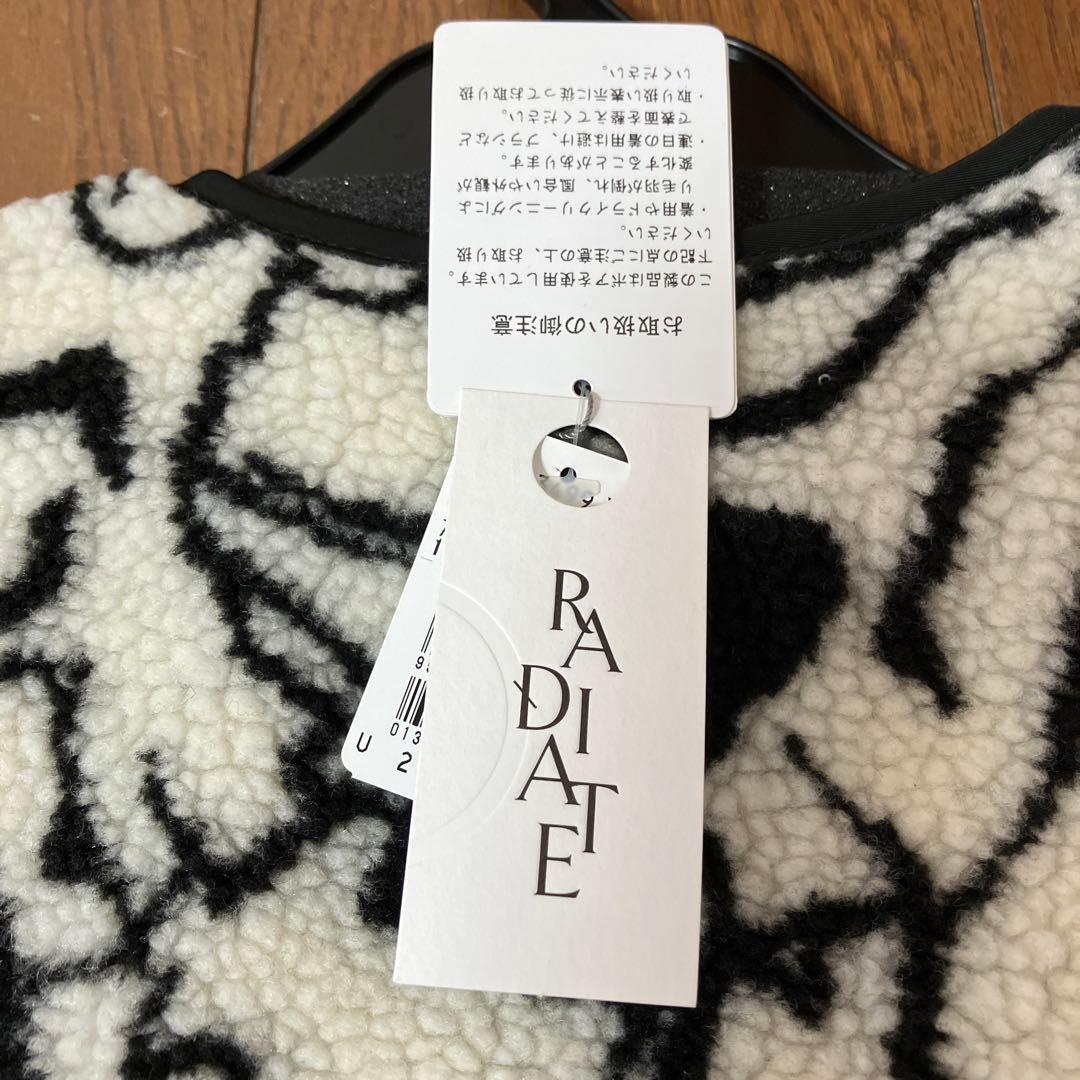 お取扱いの御注意
この製品はボアを使用しています。
下記の点にご注意の上、お取り扱
いください。
・着用やドライクリーニングによ
り毛羽が倒れ、風合いや外観が
変化することがあります。
・連日の着用は避け、ブラシなど
で表面を整えてください。
・取り扱い表示に従ってお取り扱
いください。
RADIATE
1
95
013
U 2